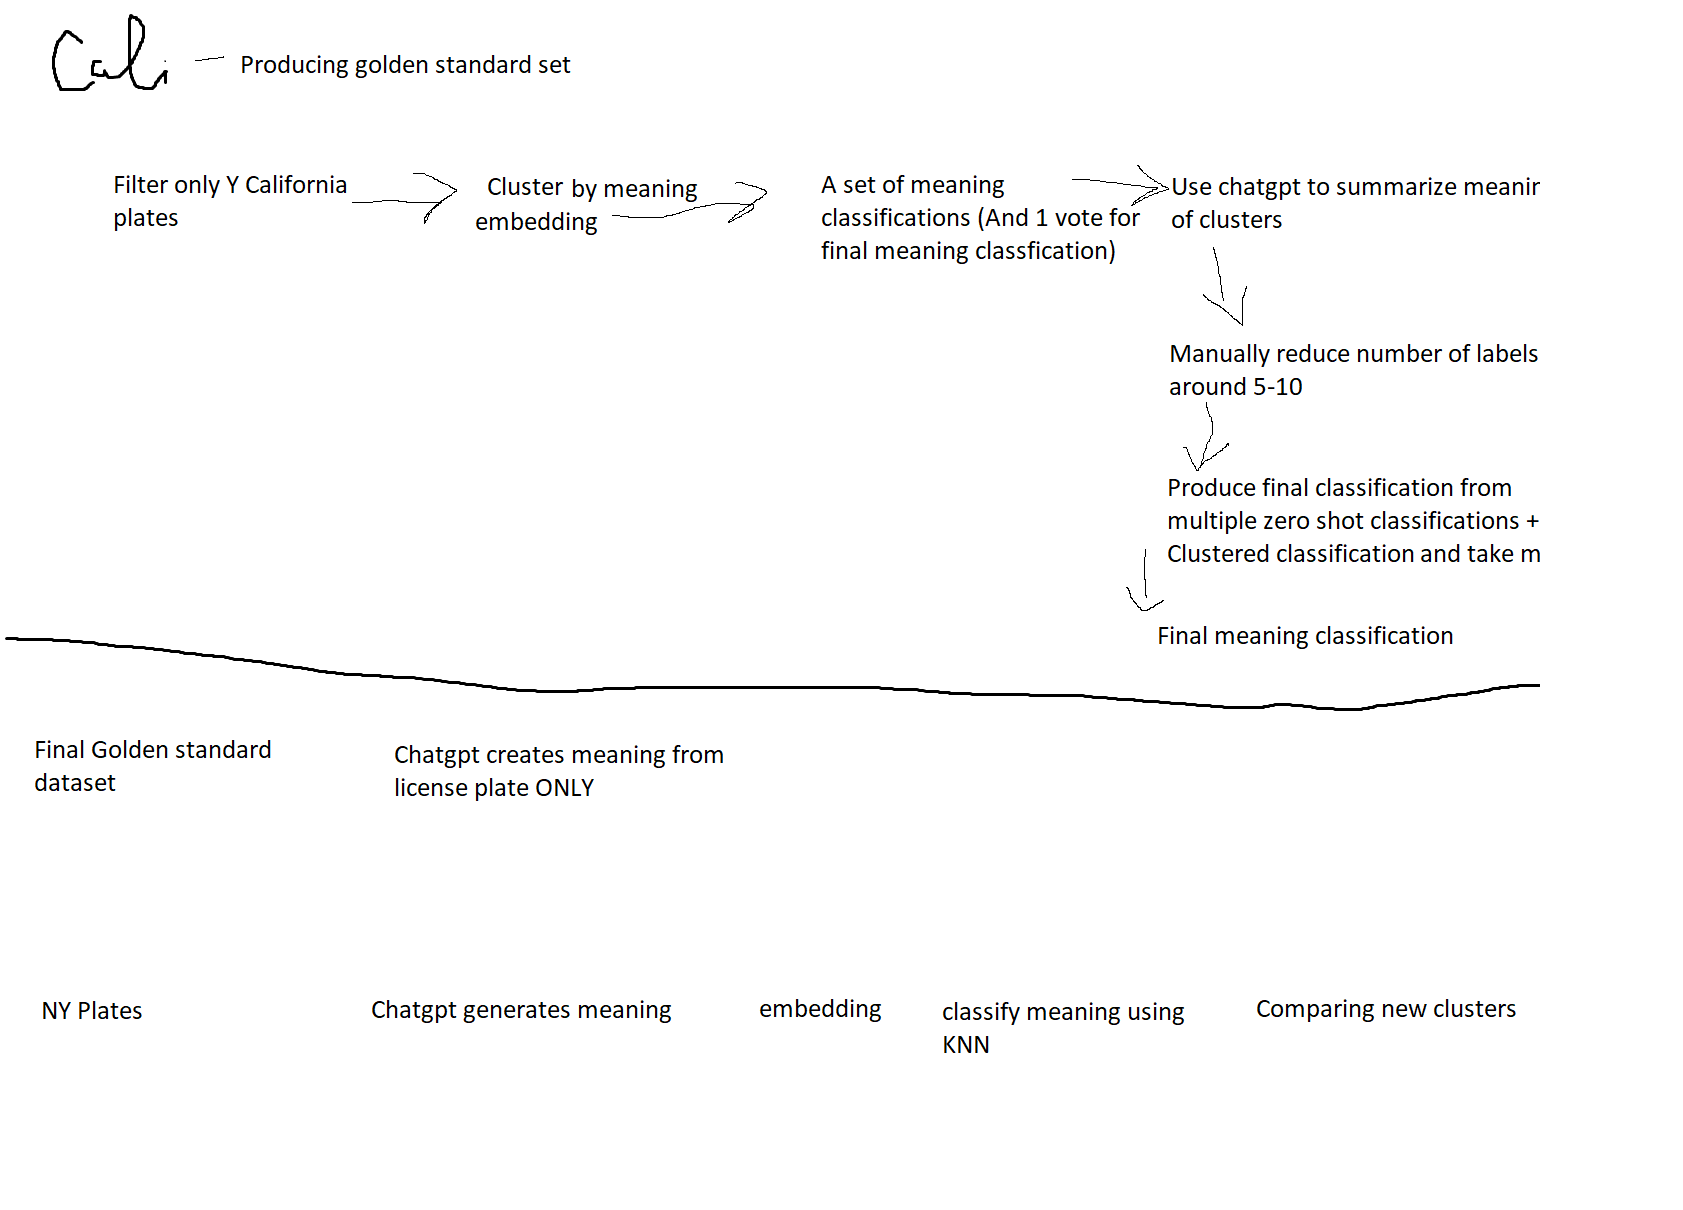 Cali — Producing golden standard set
Filter only Y California
plates
Cluster by meaning
embedding
A set of meaning
classifications (And 1 vote for
final meaning classfication)
Use chatgpt to summarize meanir
of clusters
Manually reduce number of labels
around 5-10
Produce final classification from
multiple zero shot classifications +
Clustered classification and take m
Final meaning classification
Final Golden standard
dataset
Chatgpt creates meaning from
license plate ONLY
NY Plates
Chatgpt generates meaning
embedding
classify meaning using
KNN
Comparing new clusters